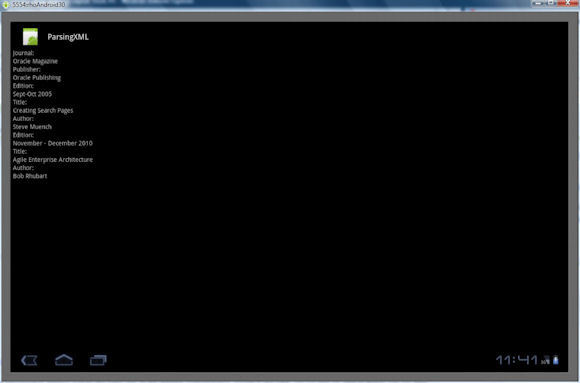 5554:thoAndroid30
ParsingXML
Journal:
Oracle Magazine
Publisher:
Oracle Publishing
Edition:
Sept-Oct 2005
Title:
Creating Search Pages
Author:
Steve Muench
Edition:
November - December 2010
Title:
Agile Enterprise Architecture
Author:
Bob Rhubart
11:41